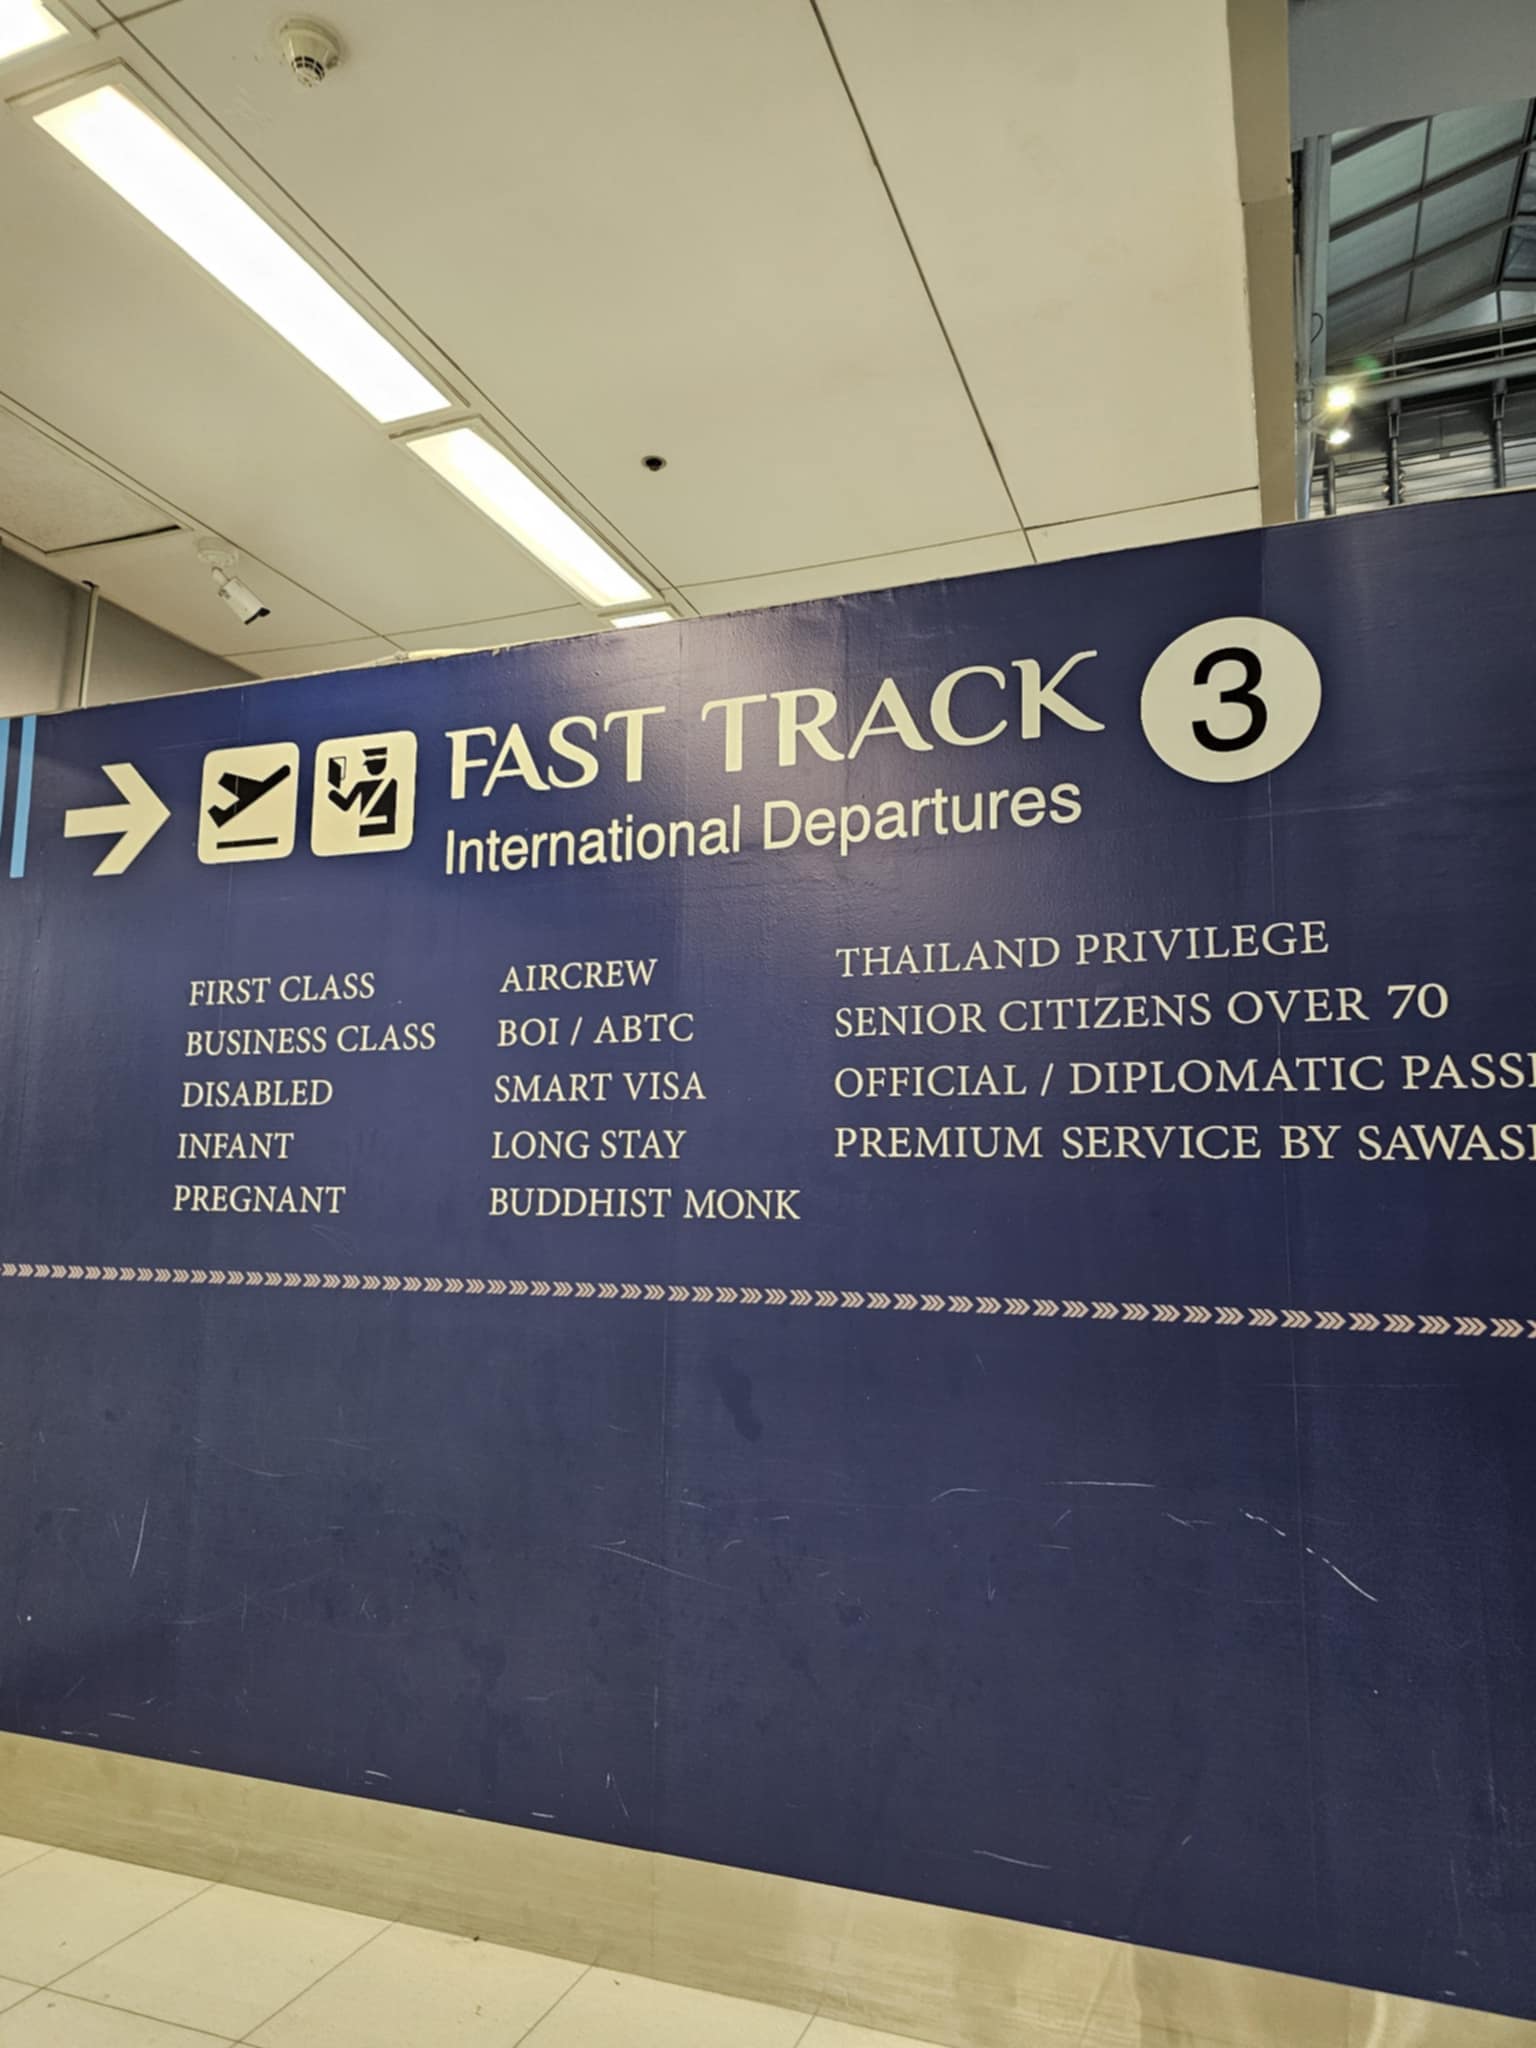 FAST TRACK 3
International Departures
FIRST CLASS
BUSINESS CLASS
DISABLED
INFANT
PREGNANT
AIRCREW
BOI / ABTC
SMART VISA
LONG STAY
BUDDHIST MONK
THAILAND PRIVILEGE
SENIOR CITIZENS OVER 70
OFFICIAL / DIPLOMATIC
PREMIUM SERVICE BY